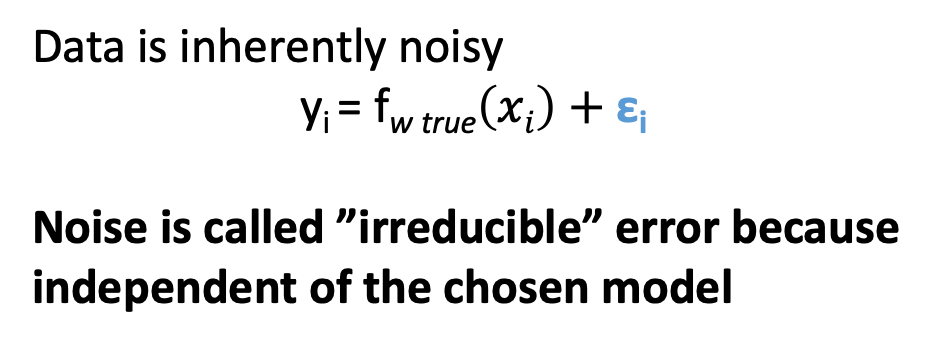 Data is inherently noisy
yᵢ = f_w true(xᵢ) + εᵢ
Noise is called ”irreducible” error because
independent of the chosen model